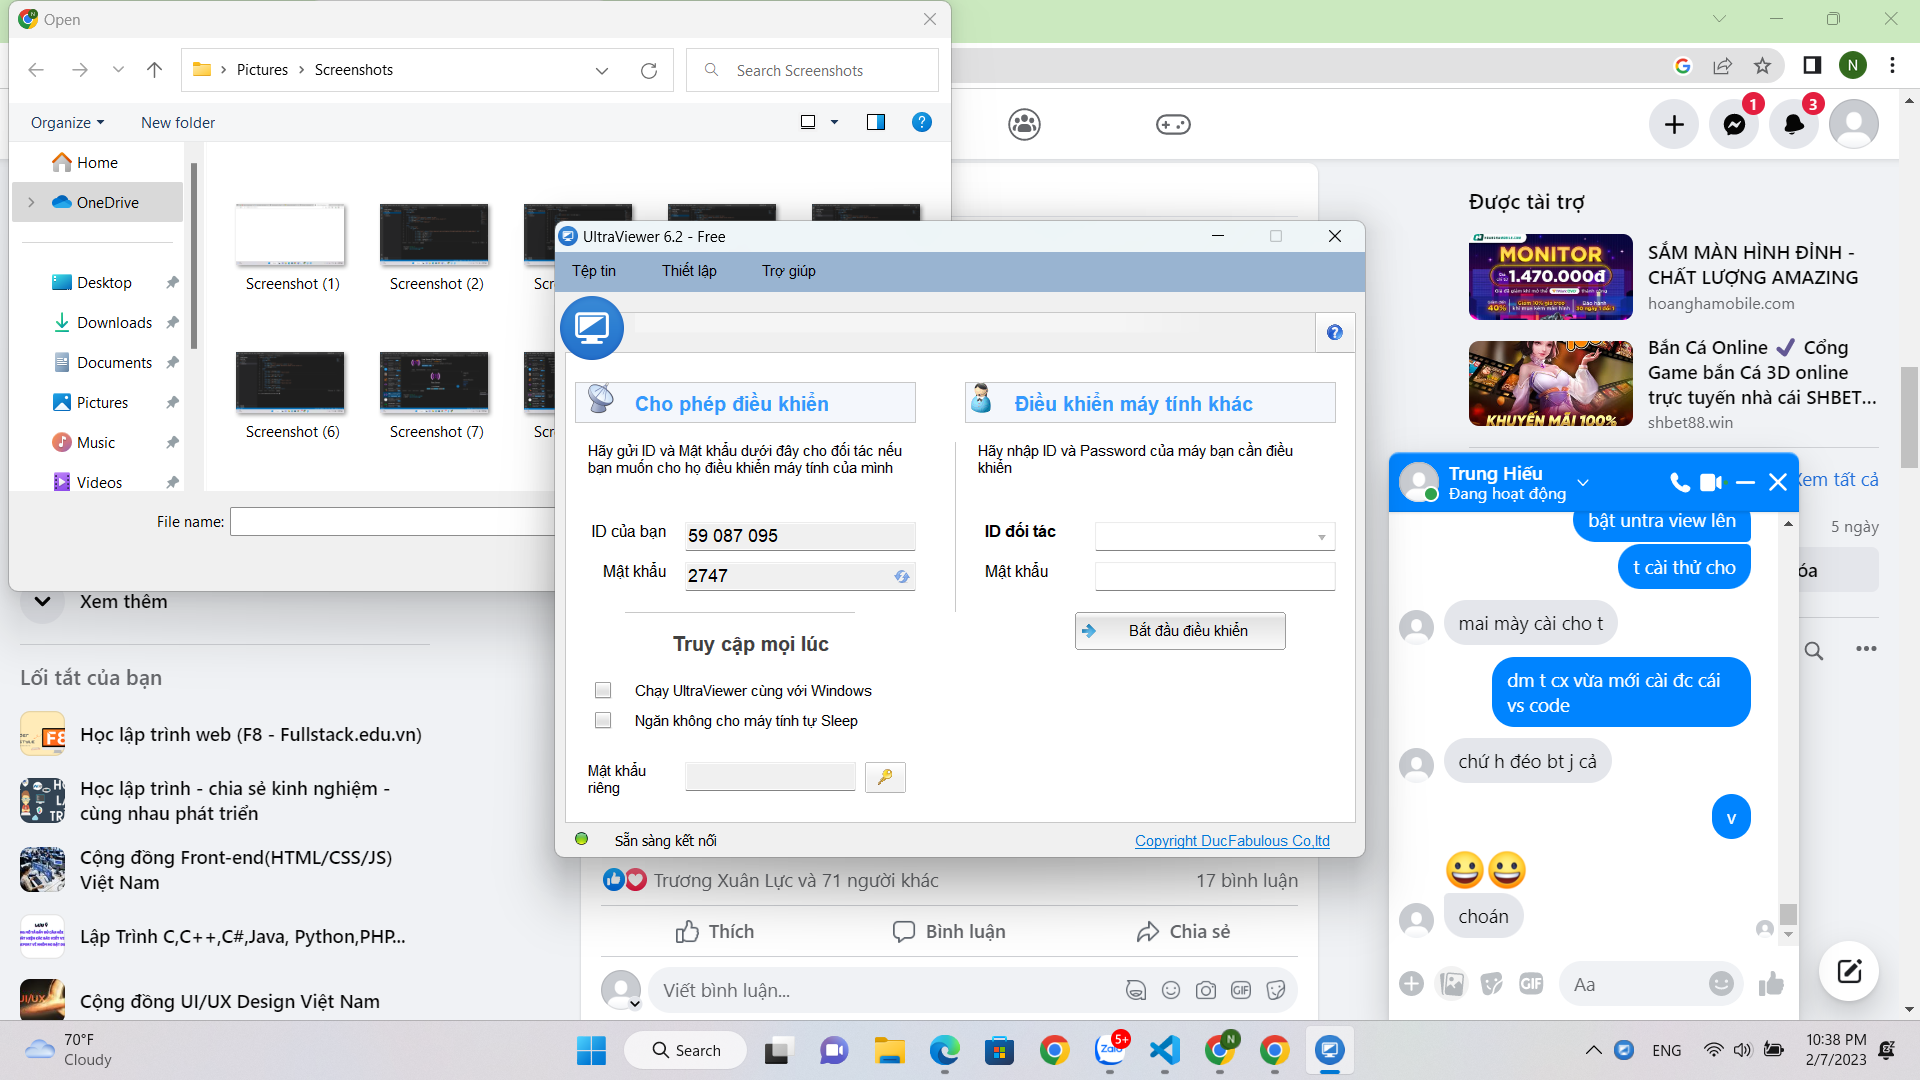 Open
Pictures
Screenshots
Search Screenshots
Organize
New folder
Home
OneDrive
Desktop
Downloads
Documents
Pictures
Music
Videos
Screenshot (1)
Screenshot (2)
Scr
Screenshot (6)
Screenshot (7)
Scr
File name:
UltraViewer 6.2 - Free
Tệp tin
Thiết lập
Trợ giúp
Cho phép điều khiển
Hãy gửi ID và Mật khẩu dưới đây cho đối tác nếu
bạn muốn cho họ điều khiển máy tính của mình
ID của bạn
59 087 095
Mật khẩu
2747
Truy cập mọi lúc
Chạy UltraViewer cùng với Windows
Ngăn không cho máy tính tự Sleep
Mật khẩu
riêng
Điều khiển máy tính khác
Hãy nhập ID và Password của máy bạn cần điều
khiển
ID đối tác
Mật khẩu
Bắt đầu điều khiển
Sẵn sàng kết nối
Copyright DucFabulous Co,ltd
N
1
3
Được tài trợ
MONITOR
1.470.000đ
SẮM MÀN HÌNH ĐỈNH -
CHẤT LƯỢNG AMAZING
hoanghamobile.com
KHUYẾN MÃI 100%
Bắn Cá Online ✔ Cổng
Game bắn Cá 3D online
trực tuyến nhà cái SHBET...
shbet88.win
Xem tất cả
5 ngày
óa
Trung Hiếu
Đang hoạt động
bật untra view lên
t cài thử cho
mai mày cài cho t
dm t cx vừa mới cài đc cái
vs code
chứ h đéo bt j cả
v
😀😀
choán
GIF
Aa
Xem thêm
Lối tắt của bạn
Học lập trình web (F8 - Fullstack.edu.vn)
Học lập trình - chia sẻ kinh nghiệm -
cùng nhau phát triển
Cộng đồng Front-end(HTML/CSS/JS)
Việt Nam
Lập Trình C,C++,C#,Java, Python,PHP...
UI/UX
Cộng đồng UI/UX Design Việt Nam
Trương Xuân Lực và 71 người khác
17 bình luận
Thích
Bình luận
Chia sẻ
Viết bình luận...
GIF
70°F
Cloudy
Search
Zalo
5+
N
ENG
10:38 PM
2/7/2023